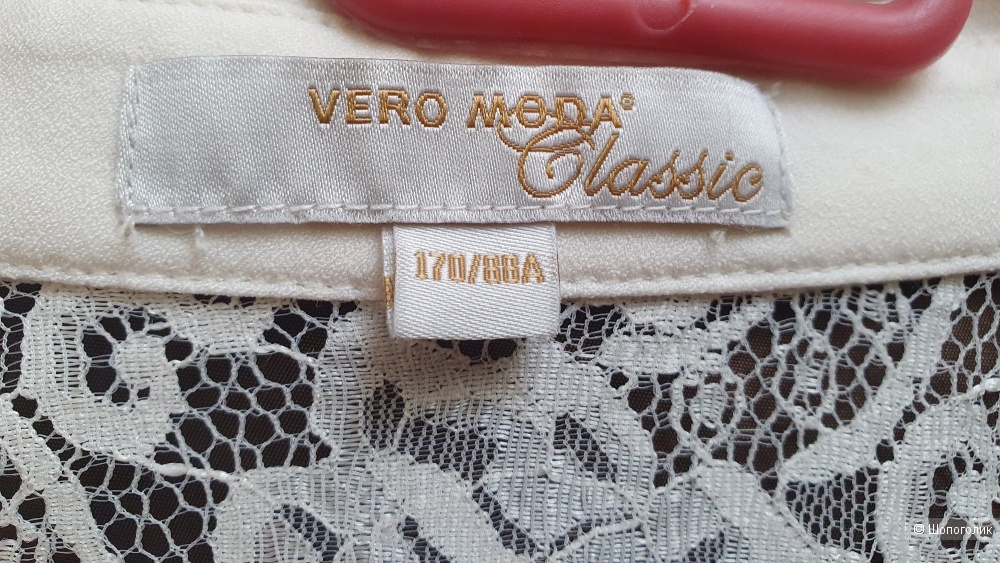 VERO MODA®
Classic
170/88A
© Шопоголик